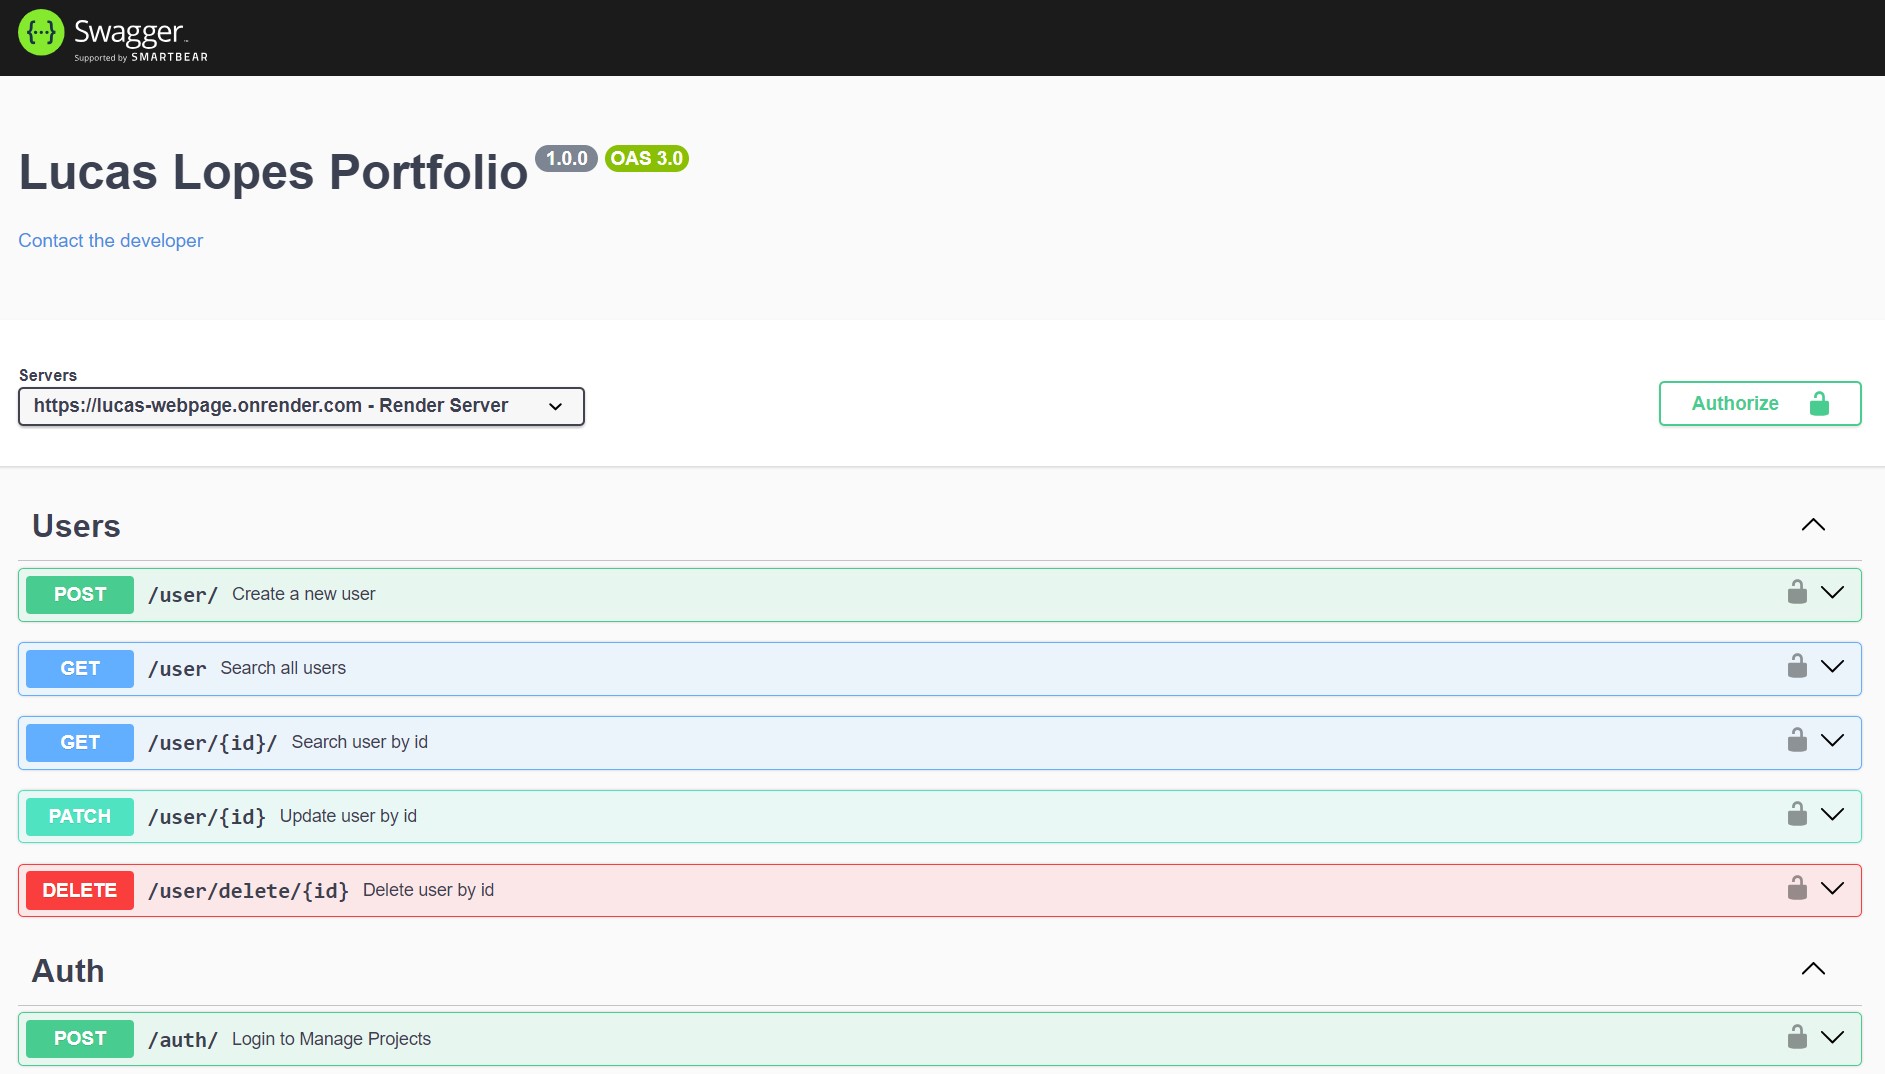 {···} Swagger™
Supported by SMARTBEAR
Lucas Lopes Portfolio 1.0.0 OAS 3.0
Contact the developer
Servers
https://lucas-webpage.onrender.com - Render Server
Authorize
Users
POST /user/ Create a new user
GET /user Search all users
GET /user/{id}/ Search user by id
PATCH /user/{id} Update user by id
DELETE /user/delete/{id} Delete user by id
Auth
POST /auth/ Login to Manage Projects